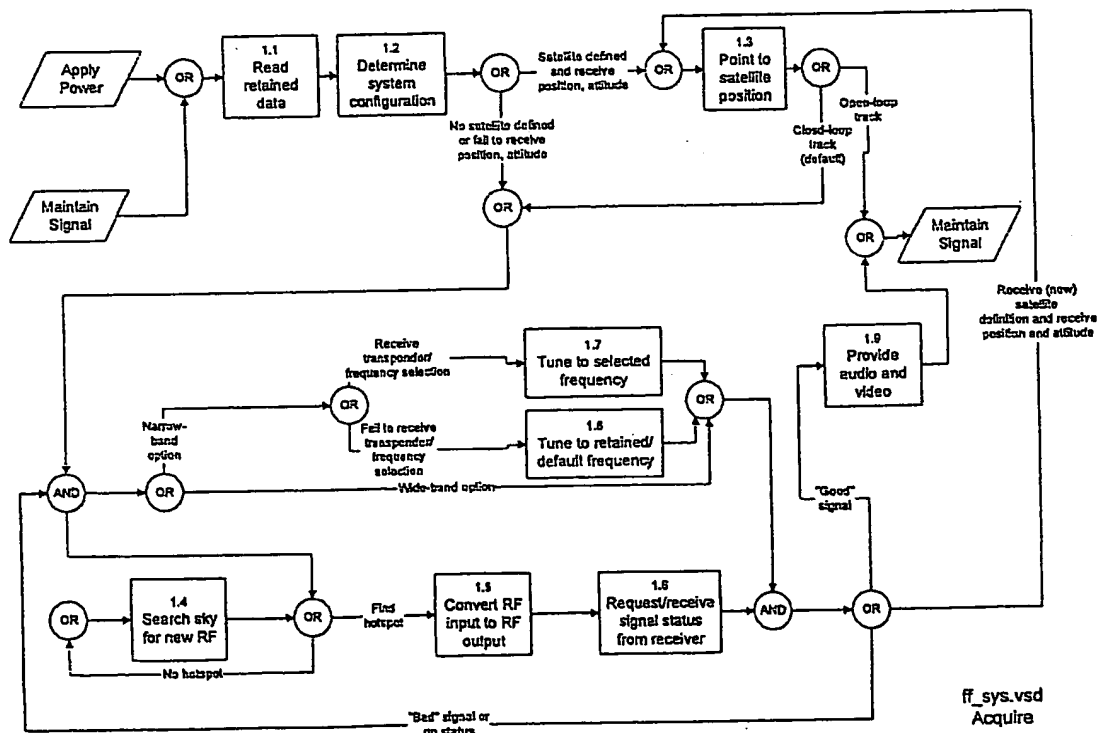 Apply
Power
OR
1.1
Read
retained
data
1.2
Determine
system
configuration
OR
Satellite defined
and receive
position, attitude
OR
1.3
Point to
satellite
position
OR
Open-loop
track
Closed-loop
track
(default)
No satellite defined
or fail to receive
position, attitude
OR
Maintain
Signal
OR
Maintain
Signal
Receive (new)
satellite
definition and receive
position and attitude
1.9
Provide
audio and
video
Receive
transponder/
frequency selection
1.7
Tune to selected
frequency
OR
OR
Fail to receive
transponder/
frequency
selection
1.6
Tune to retained/
default frequency
Narrow-
band
option
AND
OR
Wide-band option
"Good"
signal
OR
1.4
Search sky
for new RF
OR
Find
hotspot
1.5
Convert RF
input to RF
output
1.6
Request/receive
signal status
from receiver
AND
OR
No hotspot
"Bad" signal or
no status
ff_sys.vsd
Acquire